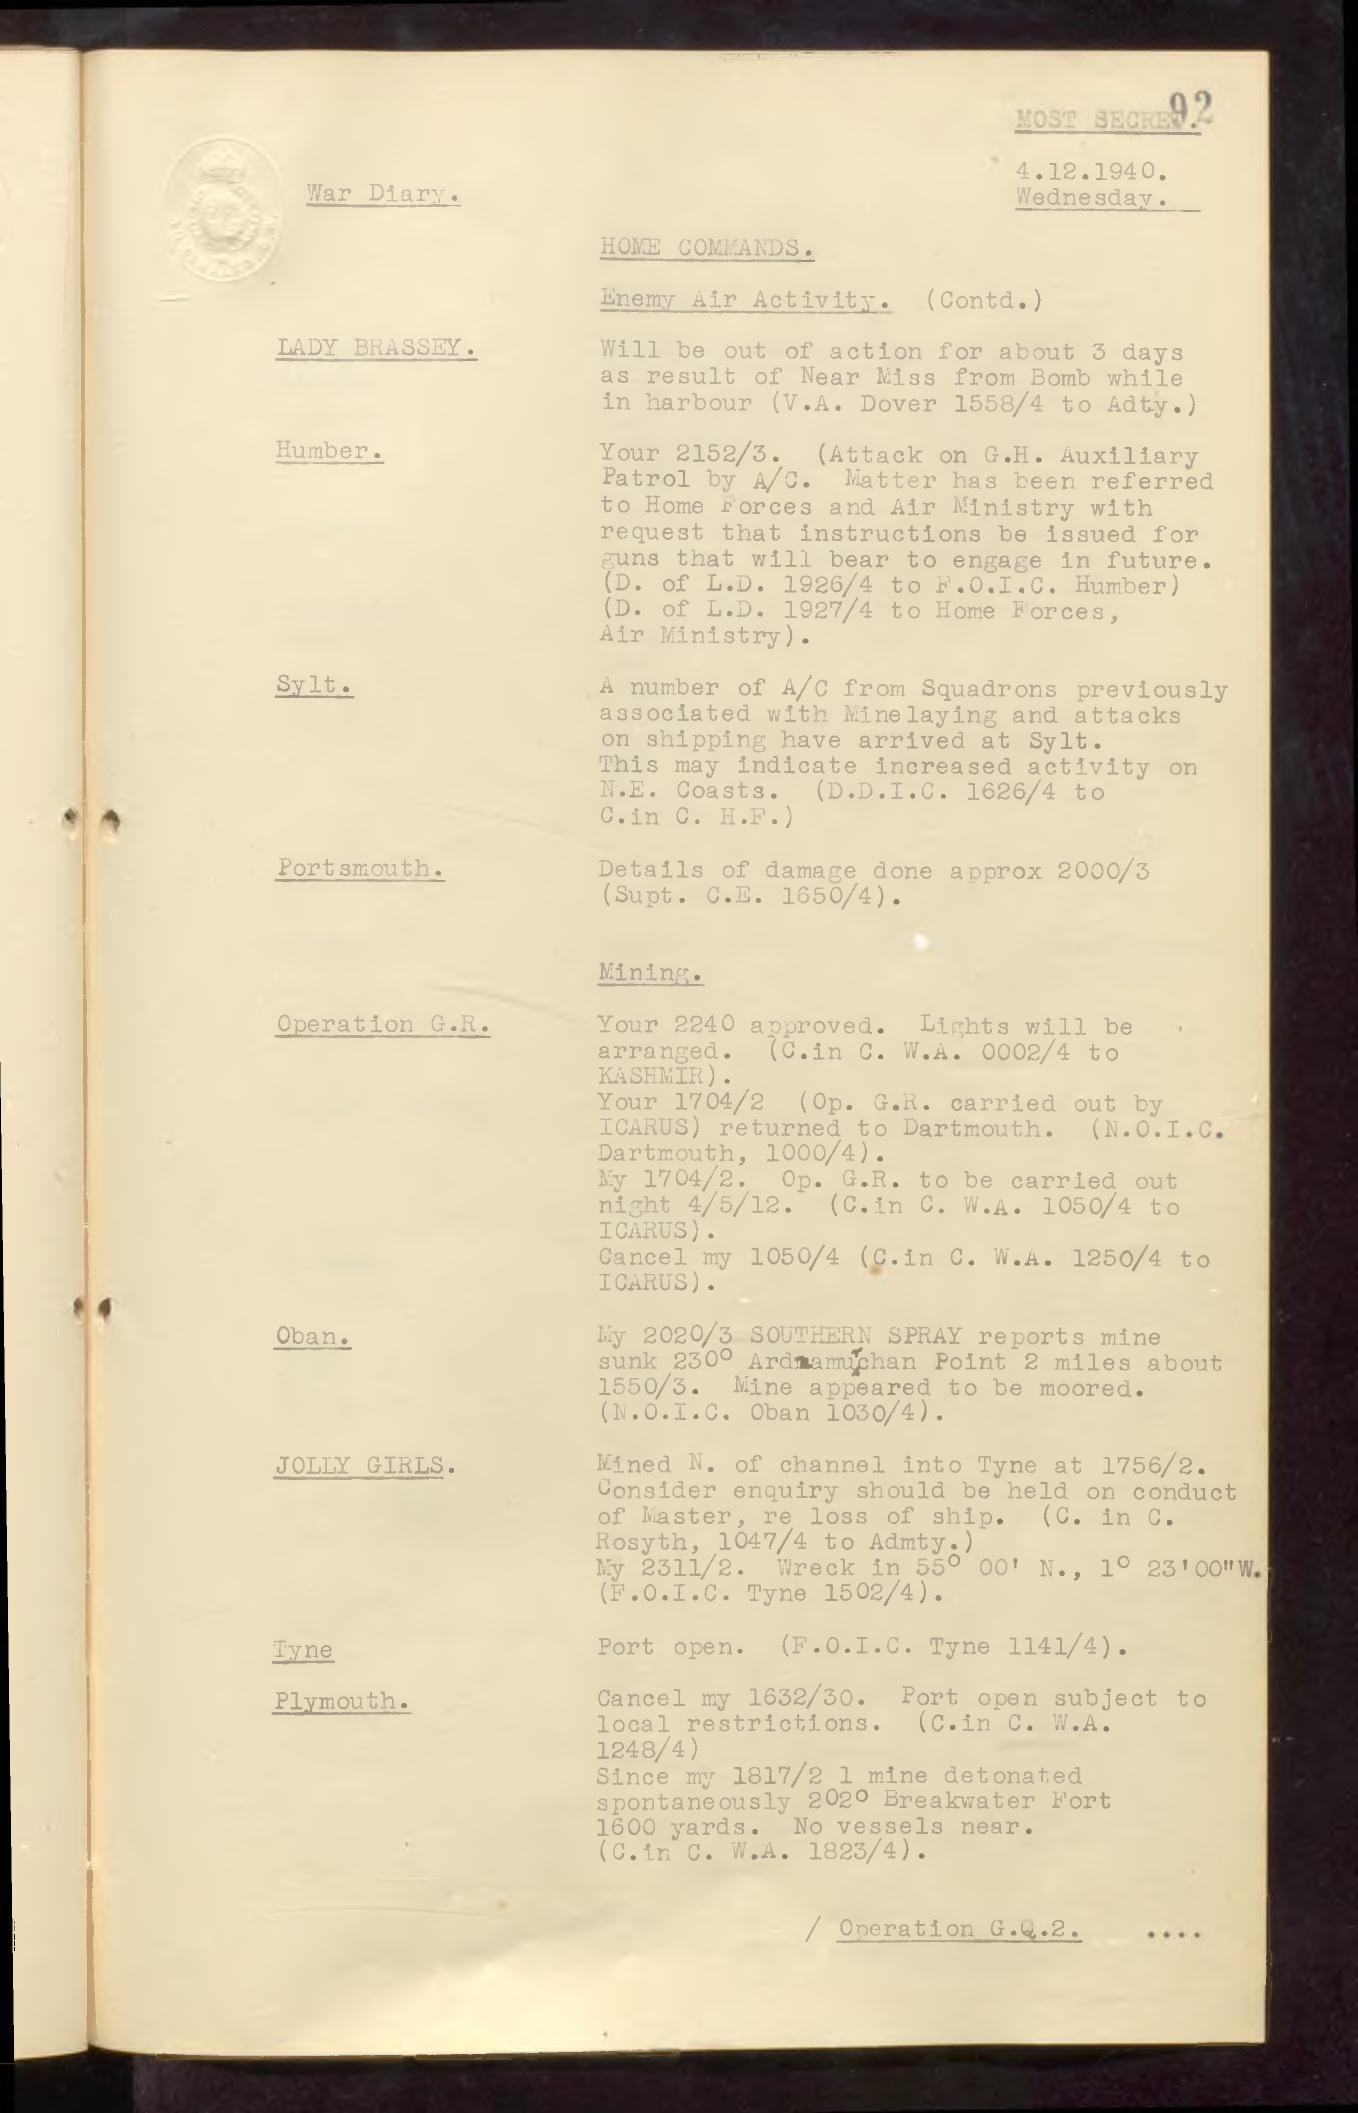 92
MOST SECRET.
4.12.1940.
War Diary.
Wednesday.
HOME COMMANDS.
Enemy Air Activity. (Contd.)
LADY BRASSEY. Will be out of action for about 3 days
as result of Near Miss from Bomb while
in harbour (V.A. Dover 1558/4 to Adty.)
Humber. Your 2152/3. (Attack on G.H. Auxiliary
Patrol by A/C. Matter has been referred
to Home Forces and Air Ministry with
request that instructions be issued for
guns that will bear to engage in future.
(D. of L.D. 1926/4 to F.O.I.C. Humber)
(D. of L.D. 1927/4 to Home Forces,
Air Ministry).
Sylt. A number of A/C from Squadrons previously
associated with Minelaying and attacks
on shipping have arrived at Sylt.
This may indicate increased activity on
N.E. Coasts. (D.D.I.C. 1626/4 to
C.in C. H.F.)
Portsmouth. Details of damage done approx 2000/3
(Supt. C.E. 1650/4).
Mining.
Operation G.R. Your 2240 approved. Lights will be
arranged. (C.in C. W.A. 0002/4 to
KASHMIR).
Your 1704/2 (Op. G.R. carried out by
ICARUS) returned to Dartmouth. (N.O.I.C.
Dartmouth, 1000/4).
My 1704/2. Op. G.R. to be carried out
night 4/5/12. (C.in C. W.A. 1050/4 to
ICARUS).
Cancel my 1050/4 (C.in C. W.A. 1250/4 to
ICARUS).
Oban. My 2020/3 SOUTHERN SPRAY reports mine
sunk 230° Ardnamurchan Point 2 miles about
1550/3. Mine appeared to be moored.
(N.O.I.C. Oban 1030/4).
JOLLY GIRLS. Mined N. of channel into Tyne at 1756/2.
Consider enquiry should be held on conduct
of Master, re loss of ship. (C. in C.
Rosyth, 1047/4 to Admty.)
My 2311/2. Wreck in 55° 00' N., 1° 23'00"W.
(F.O.I.C. Tyne 1502/4).
Tyne Port open. (F.O.I.C. Tyne 1141/4).
Plymouth. Cancel my 1632/30. Port open subject to
local restrictions. (C.in C. W.A.
1248/4)
Since my 1817/2 1 mine detonated
spontaneously 202° Breakwater Fort
1600 yards. No vessels near.
(C.in C. W.A. 1823/4).
/ Operation G.Q.2. ....